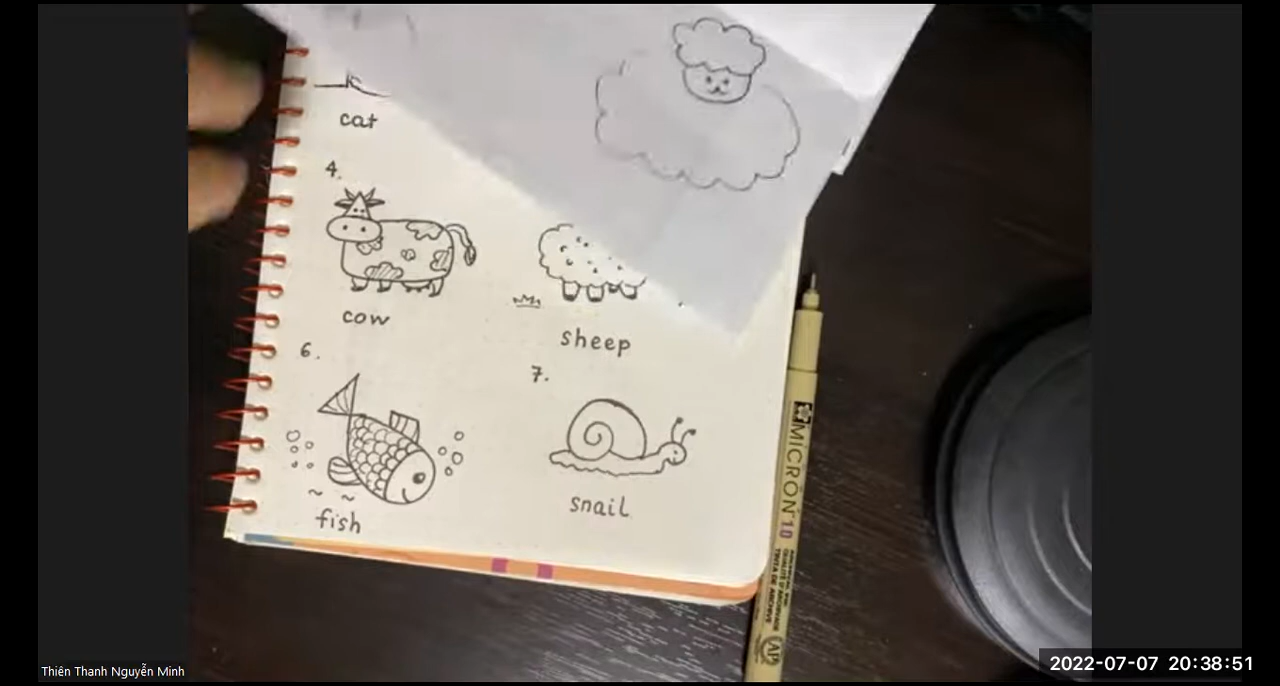 cat
4.
cow
sheep
6.
7.
fish
snail
MICRON 10
Thiên Thanh Nguyễn Minh
2022-07-07 20:38:51